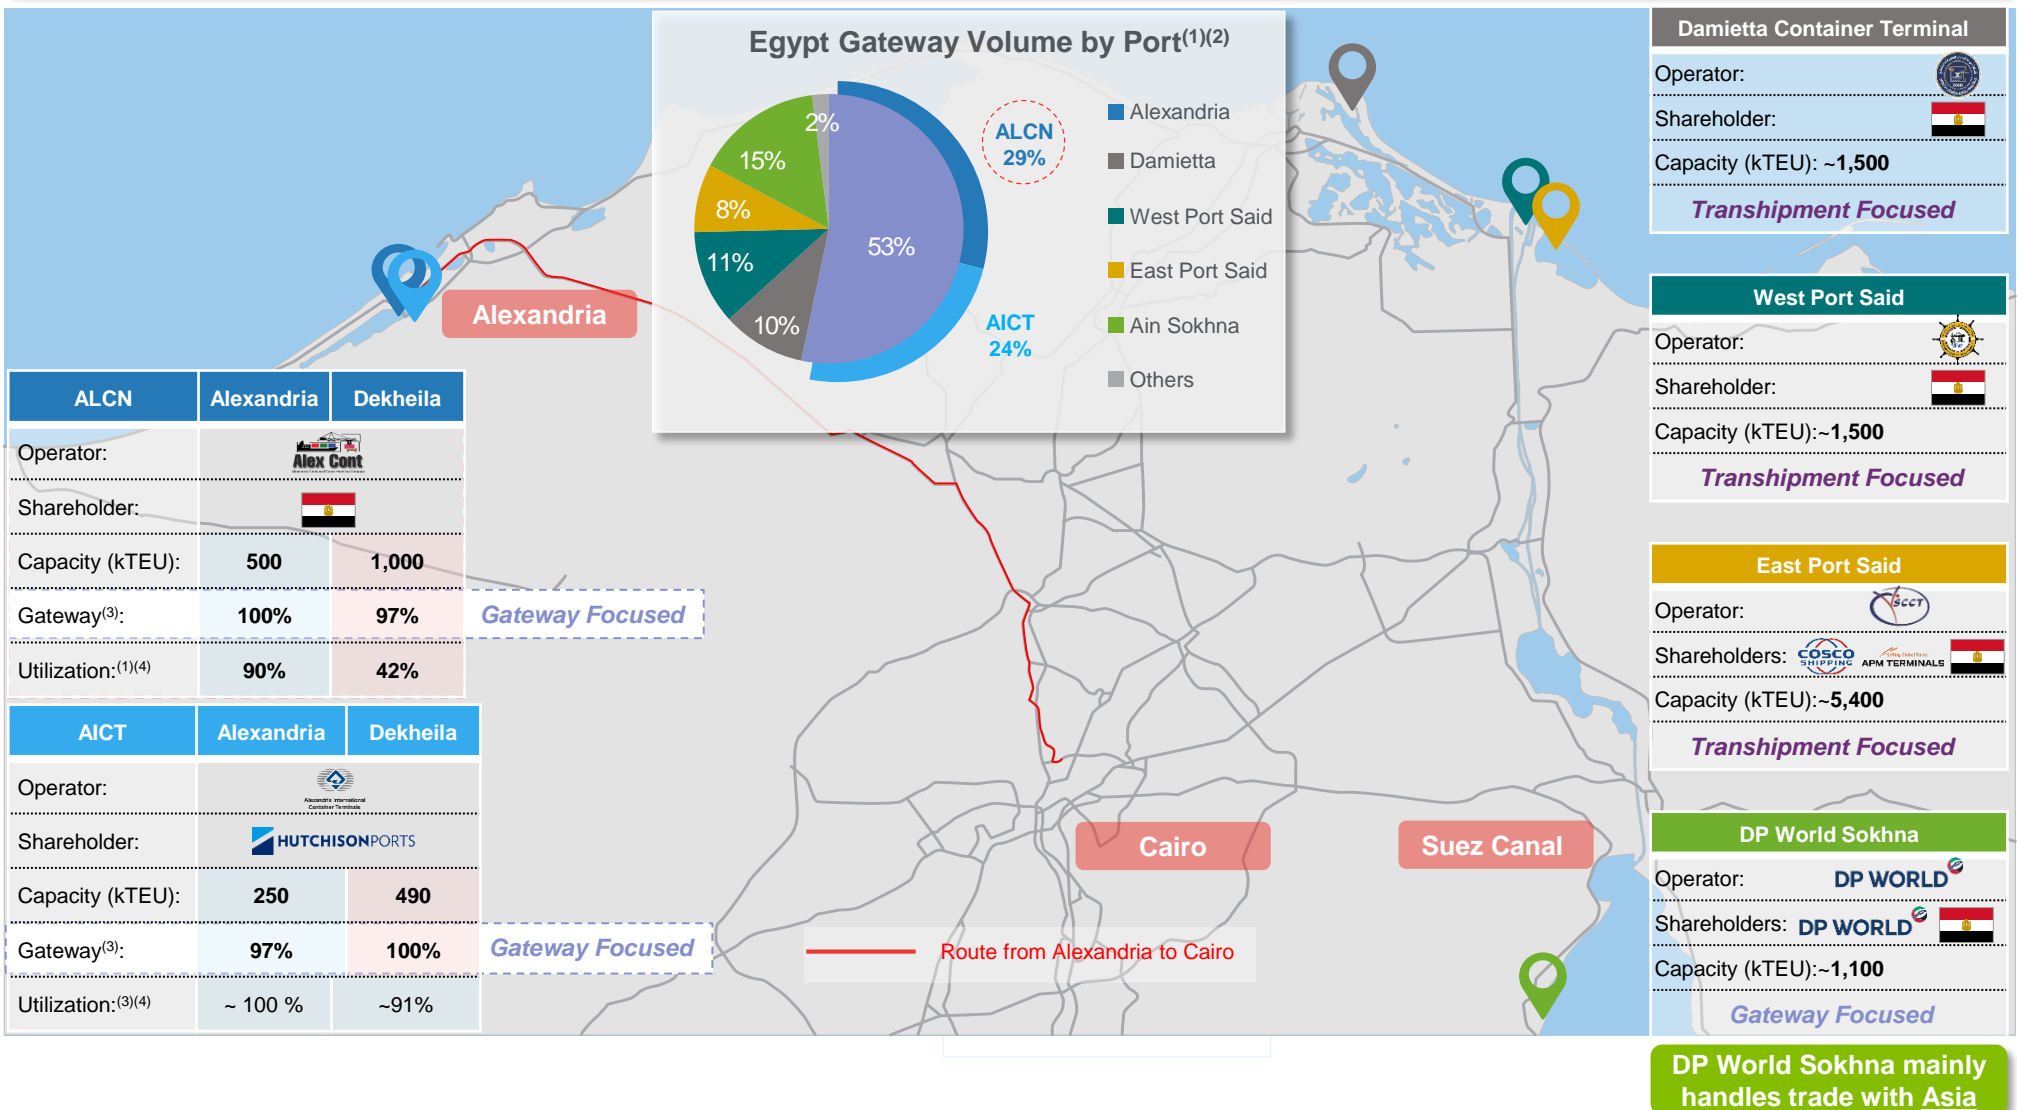 Egypt Gateway Volume by Port(1)(2)
2%
15%
8%
11%
10%
53%
ALCN
29%
AICT
24%
Alexandria
Damietta
West Port Said
East Port Said
Ain Sokhna
Others
Alexandria
Cairo
Suez Canal
Route from Alexandria to Cairo
ALCN Alexandria Dekheila
Operator: Alex Cont
Shareholder:
Capacity (kTEU): 500 1,000
Gateway(3): 100% 97% Gateway Focused
Utilization:(1)(4) 90% 42%
AICT Alexandria Dekheila
Operator:
Alexandria International
Container Terminals
Shareholder: HUTCHISONPORTS
Capacity (kTEU): 250 490
Gateway(3): 97% 100% Gateway Focused
Utilization:(3)(4) ~ 100 % ~91%
Damietta Container Terminal
Operator:
Shareholder:
Capacity (kTEU): ~1,500
Transhipment Focused
West Port Said
Operator:
Shareholder:
Capacity (kTEU):~1,500
Transhipment Focused
East Port Said
Operator: SCCT
Shareholders: COSCO SHIPPING APM TERMINALS
Capacity (kTEU):~5,400
Transhipment Focused
DP World Sokhna
Operator: DP WORLD
Shareholders: DP WORLD
Capacity (kTEU):~1,100
Gateway Focused
DP World Sokhna mainly
handles trade with Asia